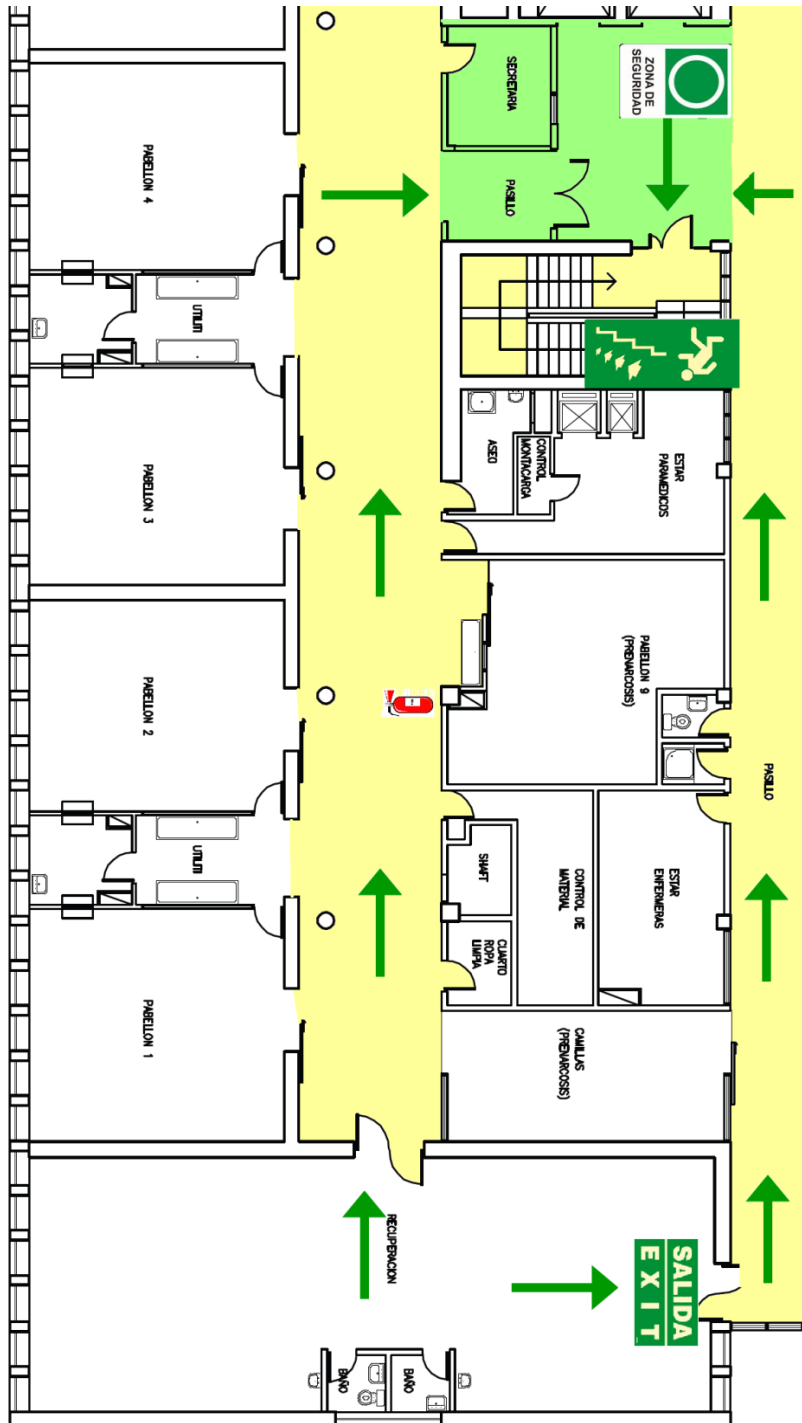 ZONA DE
SEGURIDAD
SECRETARIA
PASILLO
PABELLON 4
UTILITI
ASEO
CONTROL
MONTACARGA
ESTAR
PARAMEDICOS
PABELLON 3
PABELLON 9
(PRENARCOSIS)
PABELLON 2
PASILLO
UTILITI
SHAFT
CONTROL DE
MATERIAL
ESTAR
ENFERMERAS
CUARTO
ROPA
LIMPIA
PABELLON 1
CAMILLAS
(PRENARCOSIS)
RECUPERACION
SALIDA
EXIT
BAÑO
BAÑO